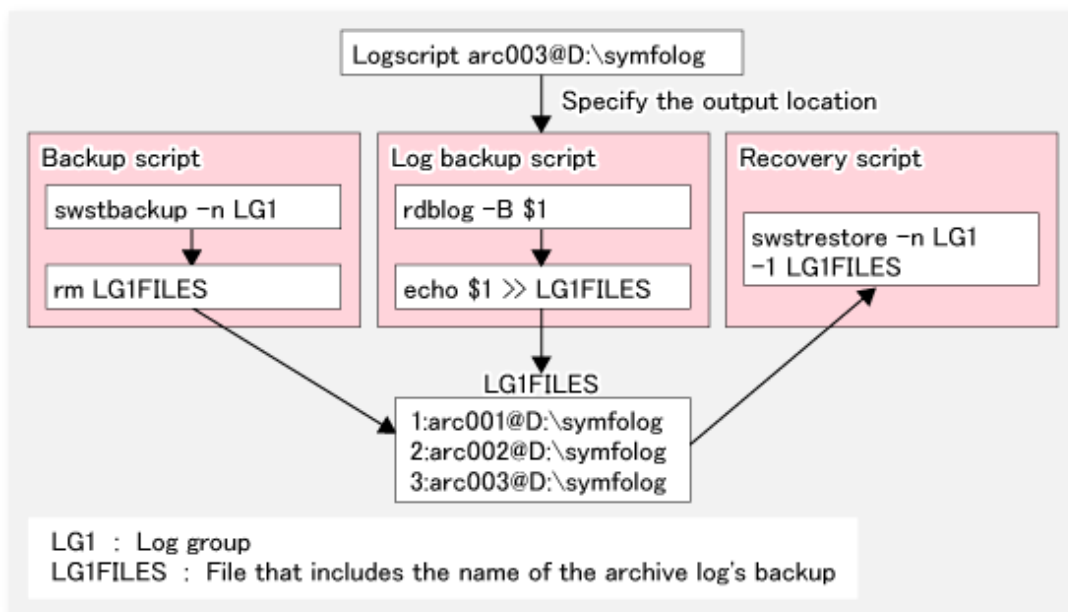 Logscript arc003@D:\symfolog
Specify the output location
Backup script
swstbackup -n LG1
rm LG1FILES
Log backup script
rdblog -B $1
echo $1 >> LG1FILES
Recovery script
swstrestore -n LG1
-1 LG1FILES
LG1FILES
1:arc001@D:\symfolog
2:arc002@D:\symfolog
3:arc003@D:\symfolog
LG1 : Log group
LG1FILES : File that includes the name of the archive log's backup